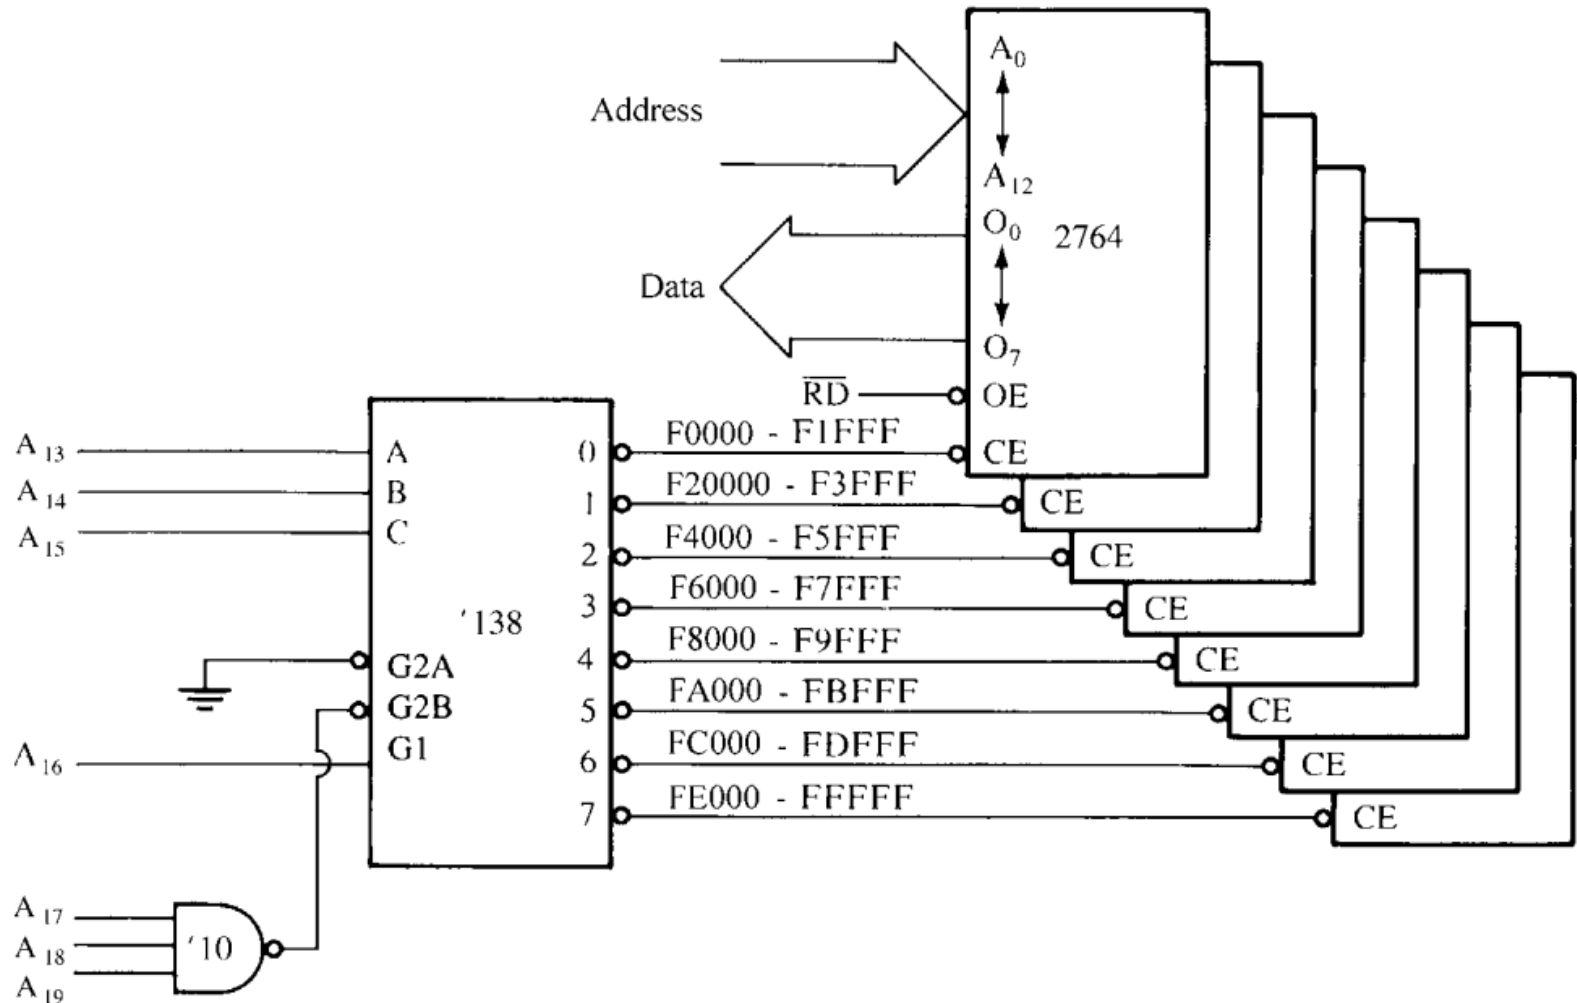 A0
Address
A12
O0
2764
Data
O7
RD
OE
A13
A
0
F0000 - F1FFF
CE
A14
B
1
F20000 - F3FFF
CE
A15
C
2
F4000 - F5FFF
CE
'138
3
F6000 - F7FFF
CE
G2A
4
F8000 - F9FFF
CE
G2B
5
FA000 - FBFFF
CE
A16
G1
6
FC000 - FDFFF
CE
7
FE000 - FFFFF
CE
A17
A18
'10
A19